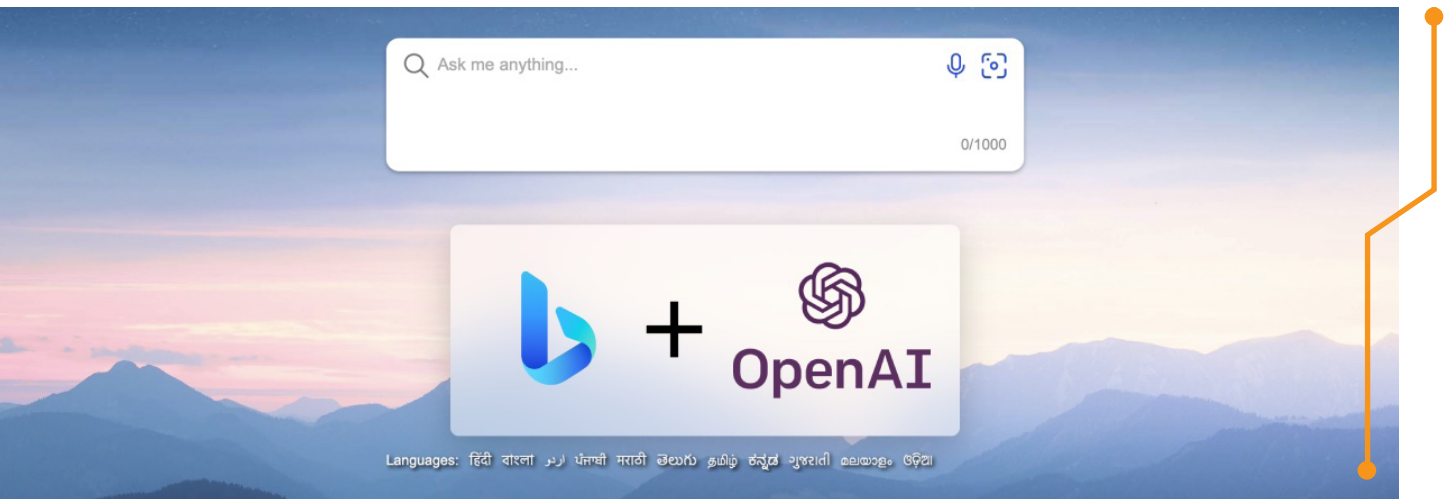 Ask me anything...
0/1000
+
OpenAI
Languages: हिंदी বাংলা اردو ਪੰਜਾਬੀ मराठी తెలుగు தமிழ் ಕನ್ನಡ ગુજરાતી മലയാളം ଓଡ଼ିଆ